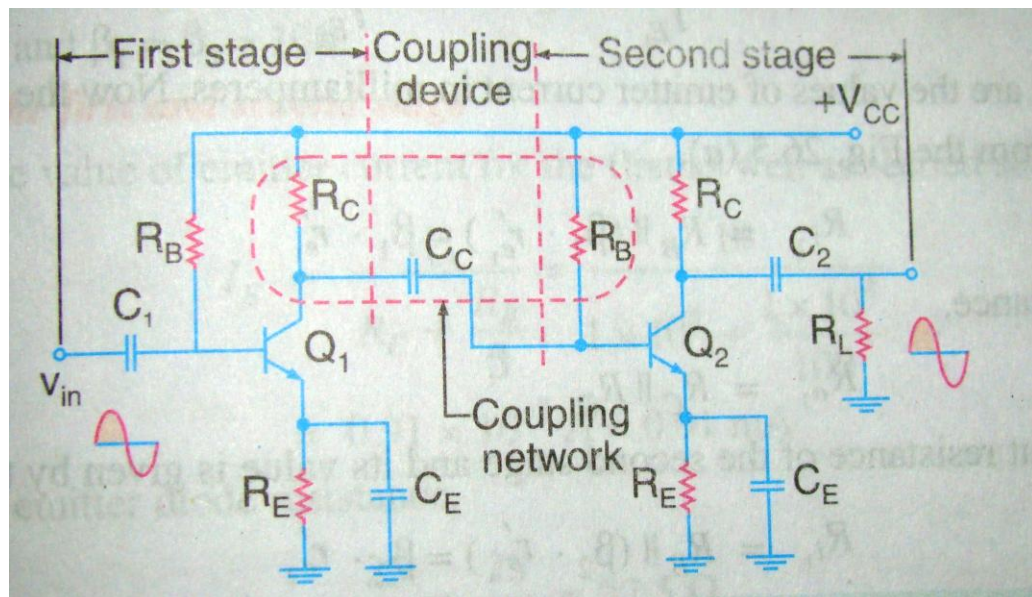 First stage
Coupling device
Second stage
+VCC
RB
RC
CC
RB
RC
C2
C1
Q1
Q2
RL
Vin
Coupling network
RE
CE
RE
CE